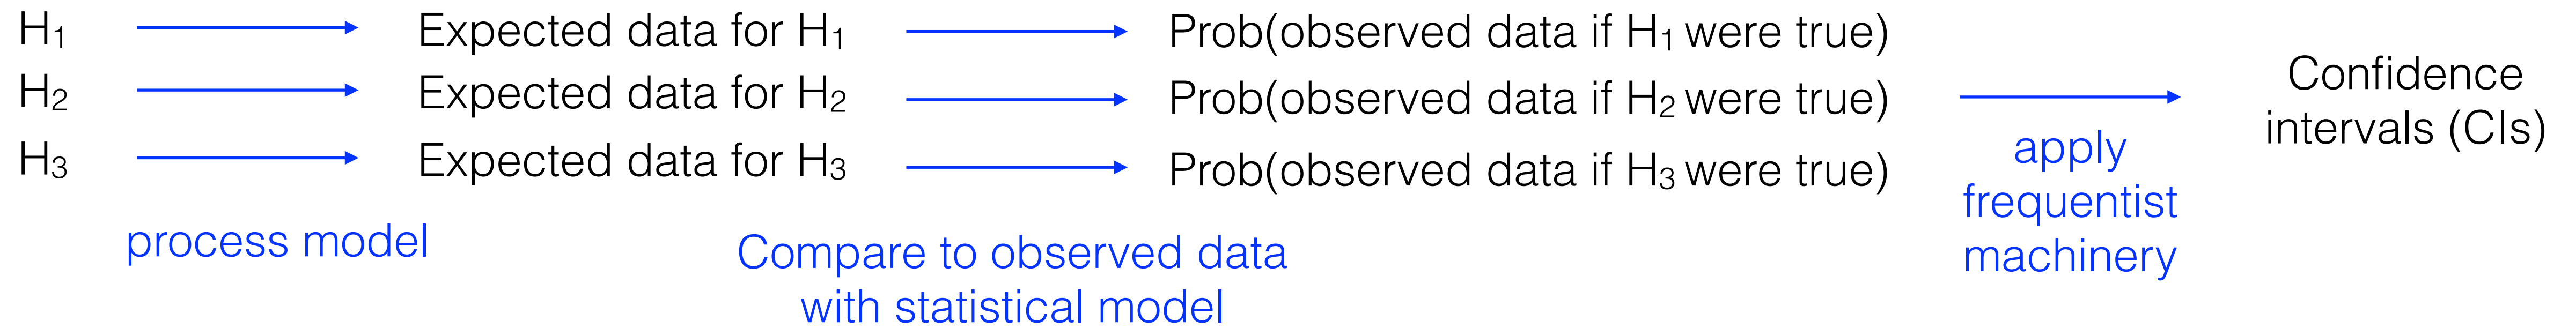 H₁ Expected data for H₁ Prob(observed data if H₁ were true)
H₂ Expected data for H₂ Prob(observed data if H₂ were true)
H₃ Expected data for H₃ Prob(observed data if H₃ were true)
Confidence
intervals (CIs)
process model
Compare to observed data
with statistical model
apply
frequentist
machinery